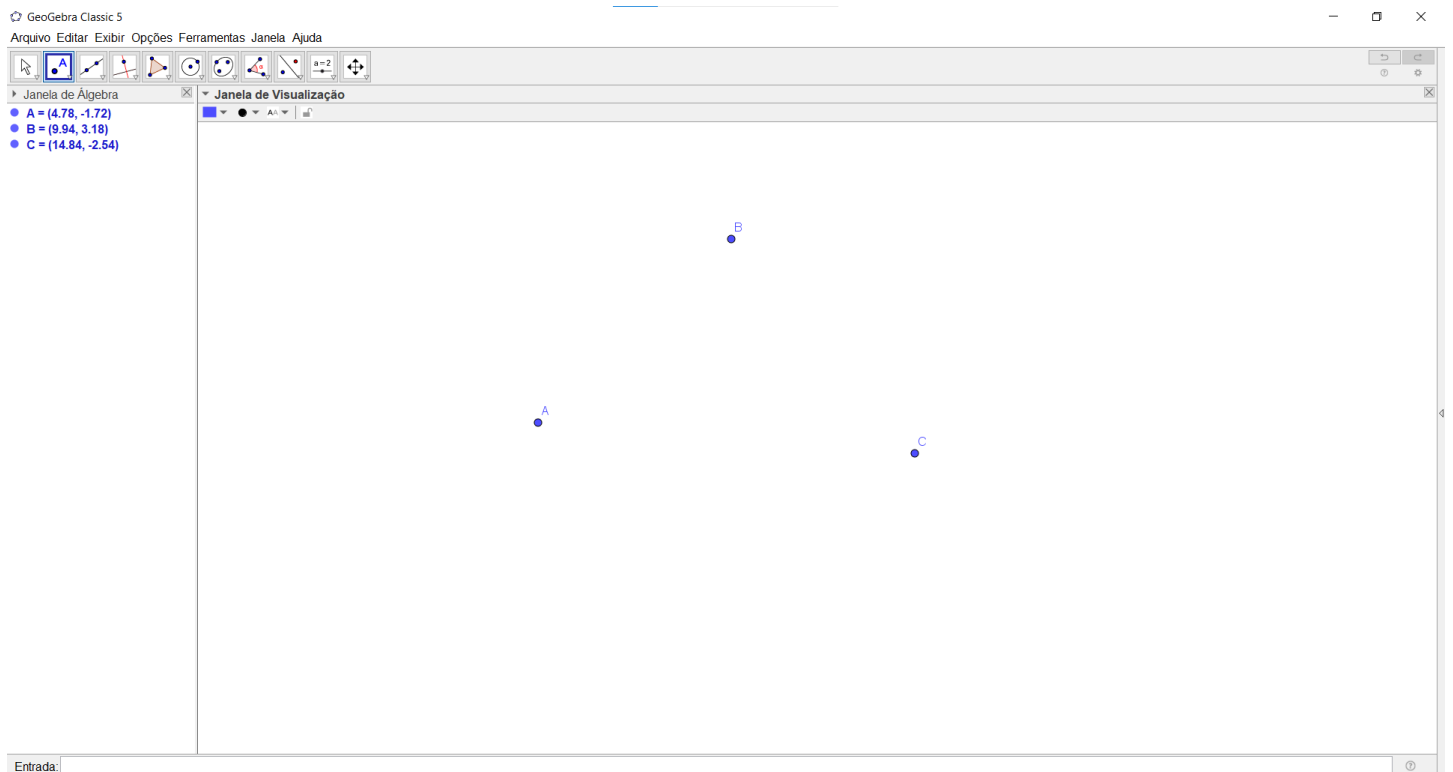 GeoGebra Classic 5
Arquivo Editar Exibir Opções Ferramentas Janela Ajuda
A
α
a=2
Janela de Álgebra
Janela de Visualização
A = (4.78, -1.72)
B = (9.94, 3.18)
C = (14.84, -2.54)
AA
B
A
C
Entrada: